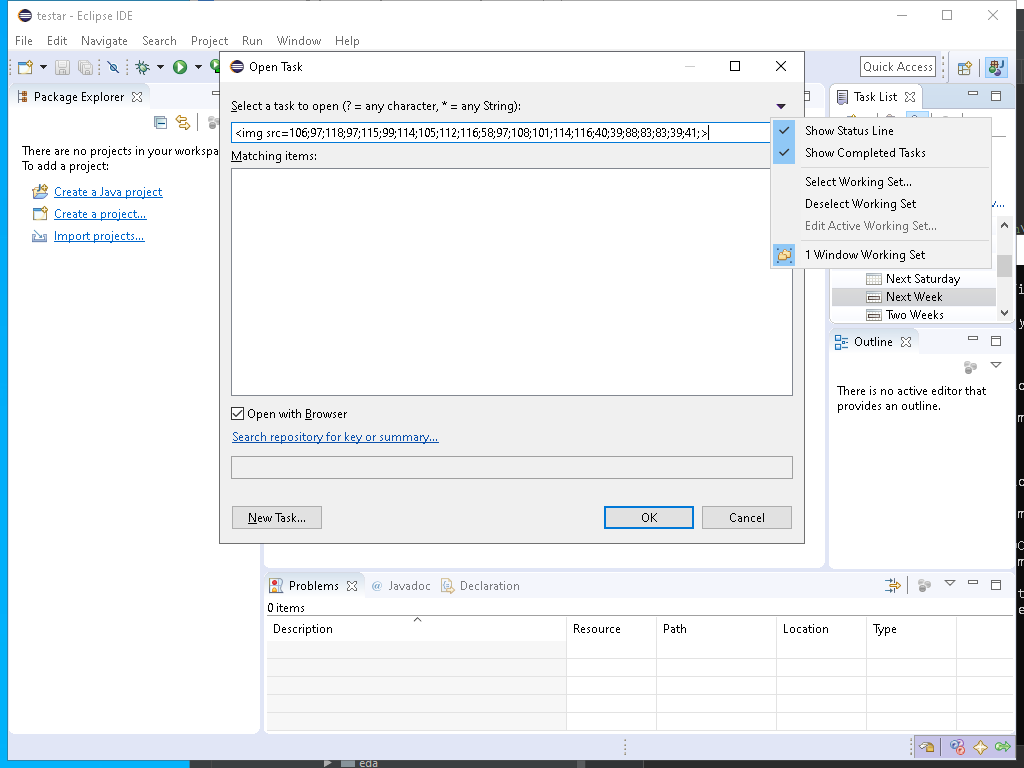 testar - Eclipse IDE
File Edit Navigate Search Project Run Window Help
Quick Access
Package Explorer
There are no projects in your workspa
To add a project:
Create a Java project
Create a project...
Import projects...
Open Task
Select a task to open (? = any character, * = any String):
<img src=106;97;118;97;115;99;114;105;112;116;58;97;108;101;114;116;40;39;88;83;83;39;41;>
Matching items:
Open with Browser
Search repository for key or summary...
New Task...
OK
Cancel
Task List
Show Status Line
Show Completed Tasks
Select Working Set...
Deselect Working Set
Edit Active Working Set...
1 Window Working Set
Next Saturday
Next Week
Two Weeks
Outline
There is no active editor that
provides an outline.
Problems @ Javadoc Declaration
0 items
Description Resource Path Location Type
eda